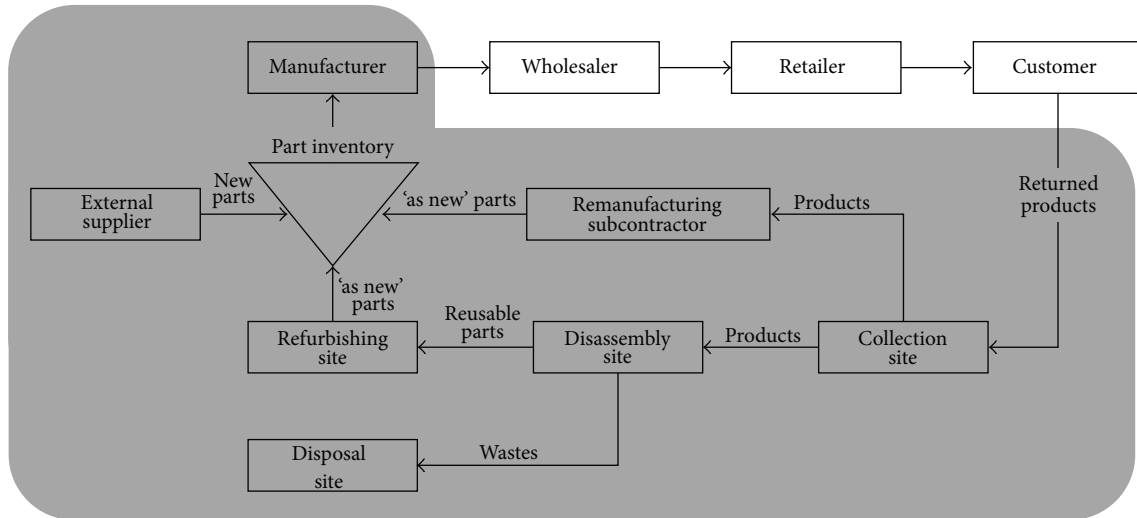 Manufacturer
Wholesaler
Retailer
Customer
Part inventory
External
supplier
New
parts
'as new' parts
Remanufacturing
subcontractor
Products
Returned
products
'as new'
parts
Refurbishing
site
Reusable
parts
Disassembly
site
Products
Collection
site
Disposal
site
Wastes